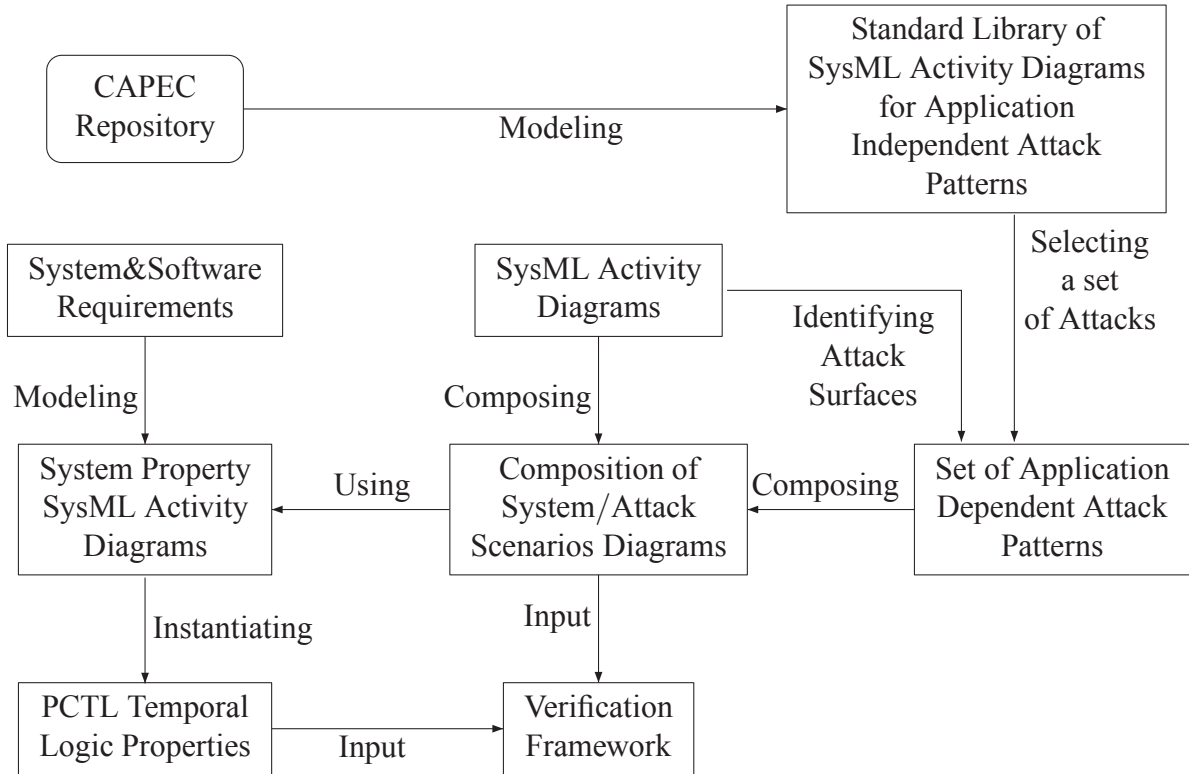 CAPEC
Repository
Modeling
Standard Library of
SysML Activity Diagrams
for Application
Independent Attack
Patterns
System&Software
Requirements
SysML Activity
Diagrams
Identifying
Attack
Surfaces
Selecting
a set
of Attacks
Modeling
Composing
System Property
SysML Activity
Diagrams
Using
Composition of
System/Attack
Scenarios Diagrams
Composing
Set of Application
Dependent Attack
Patterns
Instantiating
Input
PCTL Temporal
Logic Properties
Input
Verification
Framework